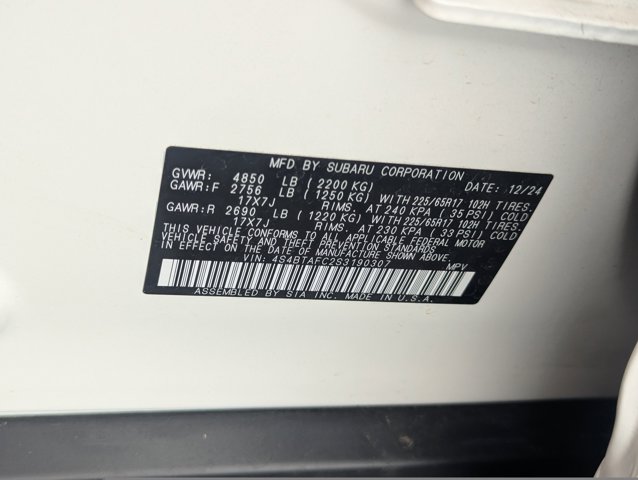 MFD BY SUBARU CORPORATION
GVWR: 4850 LB (2200 KG) DATE: 12/24
GAWR:F 2756 LB (1250 KG) WITH 225/65R17 102H TIRES.
17X7J RIMS. AT 240 KPA (35 PSI) COLD
GAWR:R 2690 LB (1220 KG) WITH 225/65R17 102H TIRES.
17X7J RIMS. AT 230 KPA (33 PSI) COLD
THIS VEHICLE CONFORMS TO ALL APPLICABLE FEDERAL MOTOR
VEHICLE SAFETY AND THEFT PREVENTION STANDARDS
IN EFFECT ON THE DATE OF MANUFACTURE SHOWN ABOVE.
VIN: 4S4BTAFC2S3190307 MPV
ASSEMBLED BY SIA INC. MADE IN U.S.A.